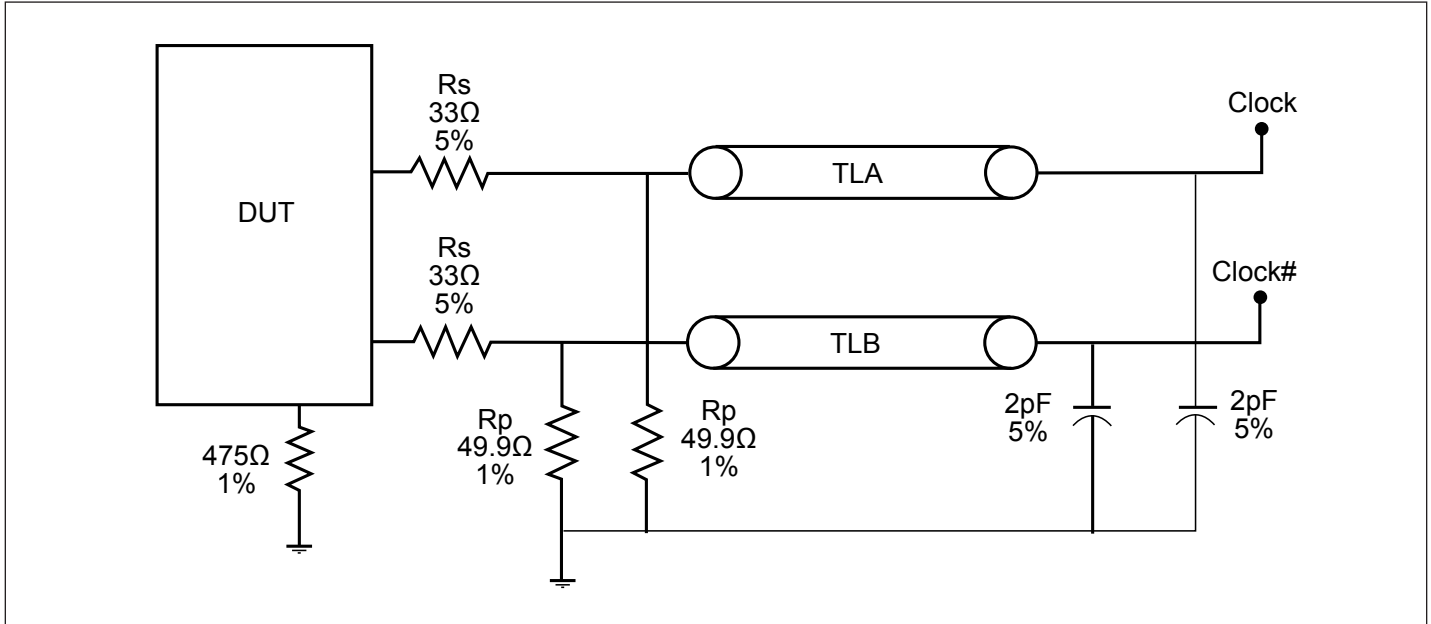 Rs
33Ω
5%
Clock
TLA
DUT
Rs
33Ω
5%
Clock#
TLB
475Ω
1%
Rp
49.9Ω
1%
Rp
49.9Ω
1%
2pF
5%
2pF
5%